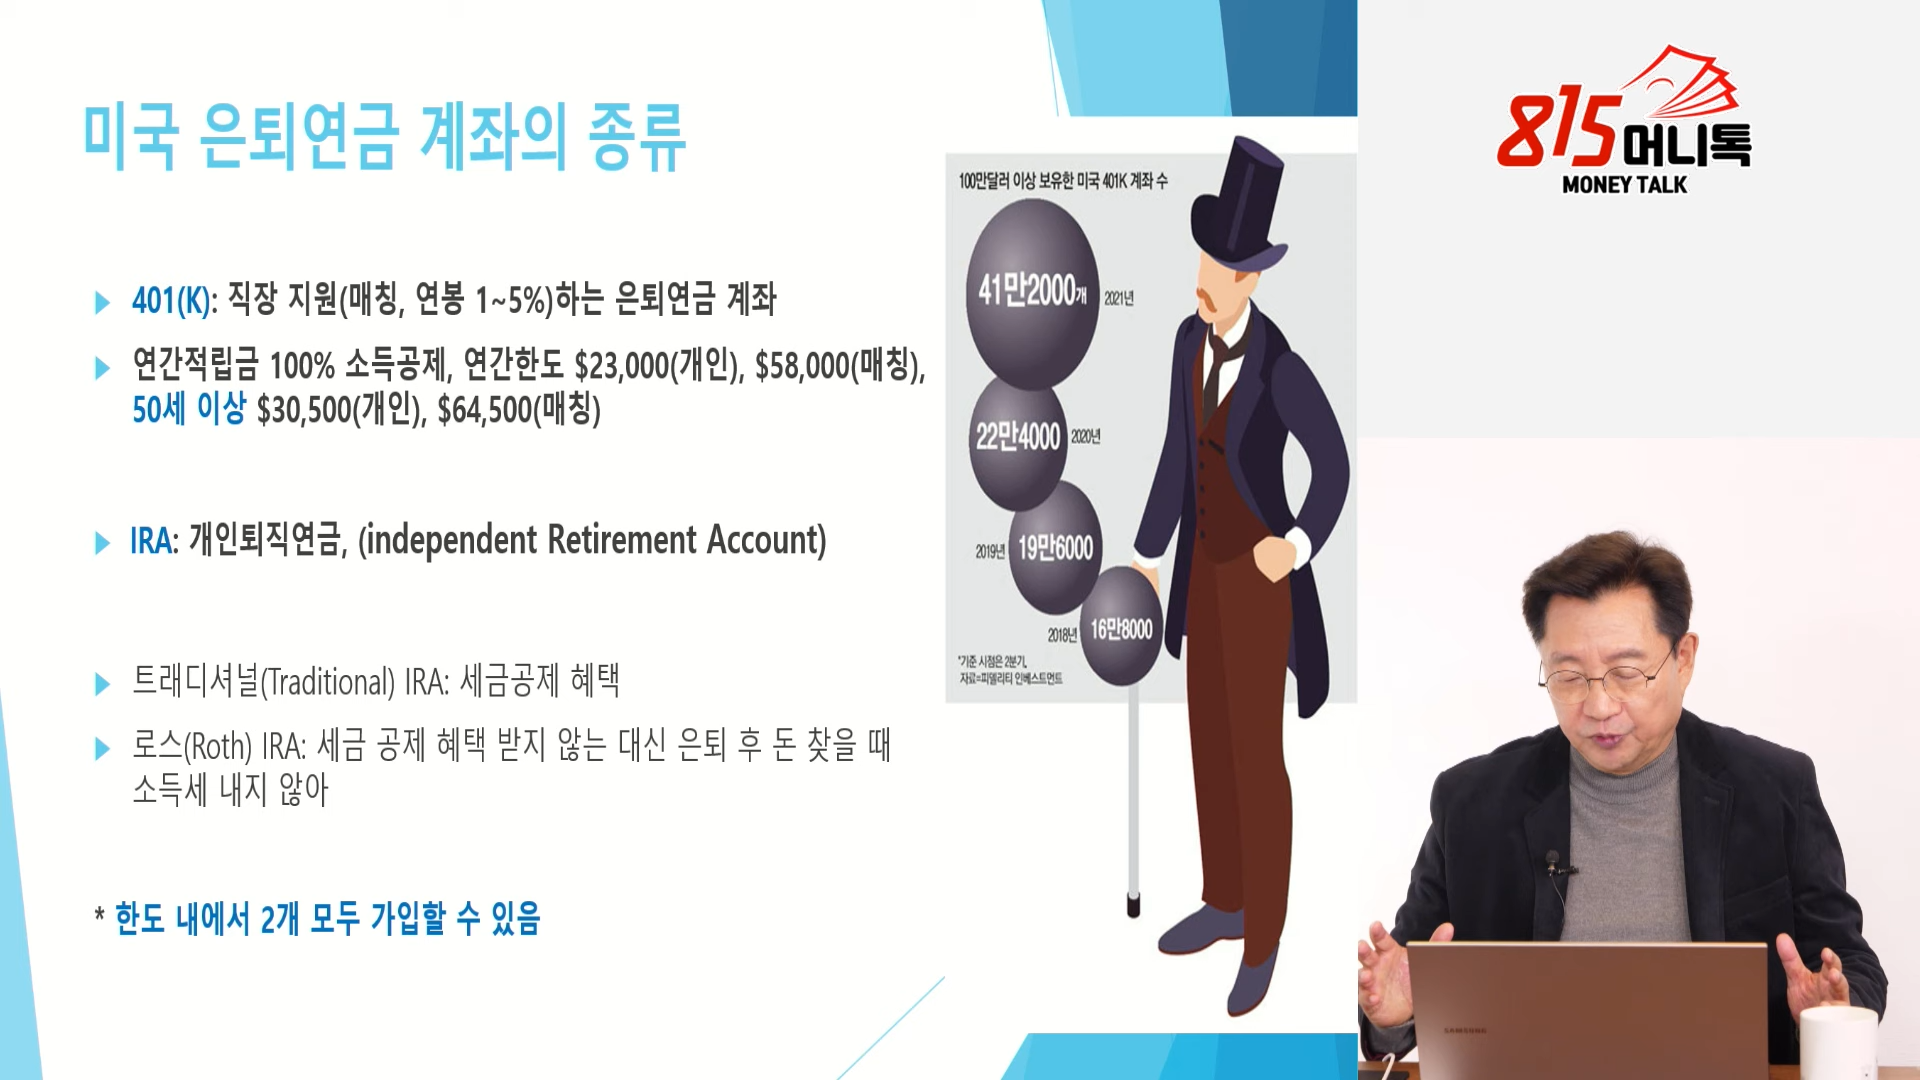 미국 은퇴연금 계좌의 종류
401(K): 직장 지원(매칭, 연봉 1~5%)하는 은퇴연금 계좌
연간적립금 100% 소득공제, 연간한도 $23,000(개인), $58,000(매칭),
50세 이상 $30,500(개인), $64,500(매칭)
IRA: 개인퇴직연금, (independent Retirement Account)
트래디셔널(Traditional) IRA: 세금공제 혜택
로스(Roth) IRA: 세금 공제 혜택 받지 않는 대신 은퇴 후 돈 찾을 때
소득세 내지 않아
* 한도 내에서 2개 모두 가입할 수 있음
100만달러 이상 보유한 미국 401K 계좌 수
41만2000개 2021년
22만4000 2020년
2019년 19만6000
2018년 16만8000
*기준 시점은 2분기.
자료=피델리티 인베스트먼트
815머니톡
MONEY TALK
SAMSUNG